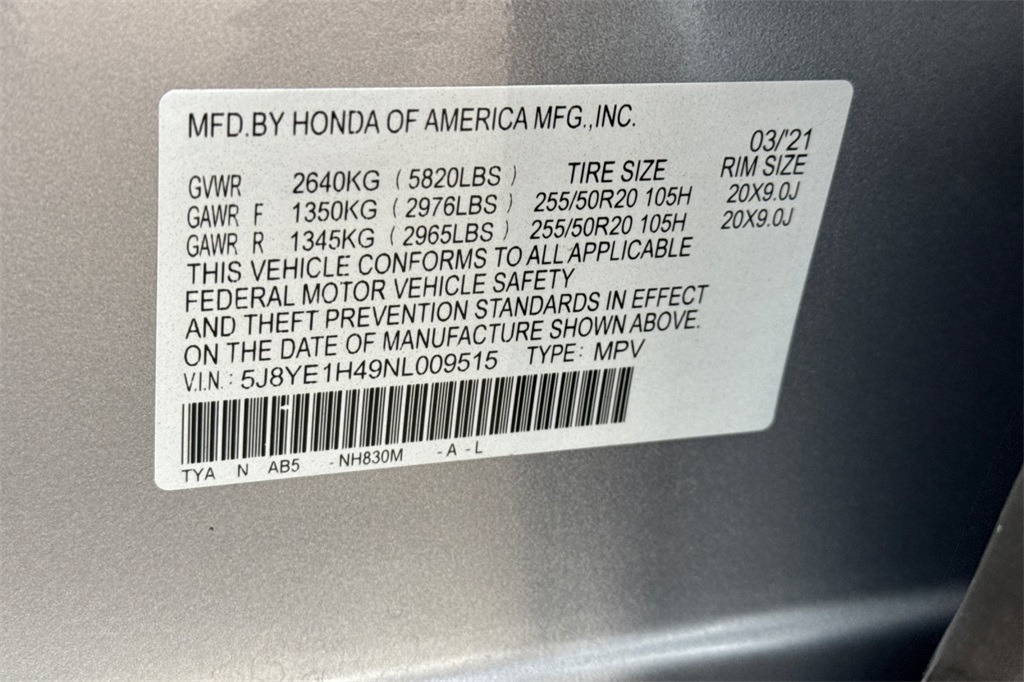 MFD.BY HONDA OF AMERICA MFG.,INC.
03/'21
GVWR 2640KG (5820LBS) TIRE SIZE RIM SIZE
GAWR F 1350KG (2976LBS) 255/50R20 105H 20X9.0J
GAWR R 1345KG (2965LBS) 255/50R20 105H 20X9.0J
THIS VEHICLE CONFORMS TO ALL APPLICABLE
FEDERAL MOTOR VEHICLE SAFETY
AND THEFT PREVENTION STANDARDS IN EFFECT
ON THE DATE OF MANUFACTURE SHOWN ABOVE.
V.I.N.: 5J8YE1H49NL009515 TYPE: MPV
TYA N AB5 -NH830M -A-L